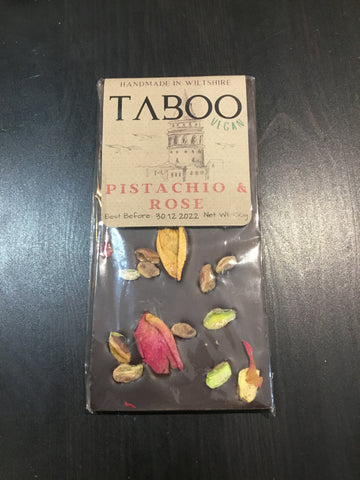 HANDMADE IN WILTSHIRE
TABOO
VEGAN
PISTACHIO &
ROSE
Best Before: 30.12.2022 Net Wt: